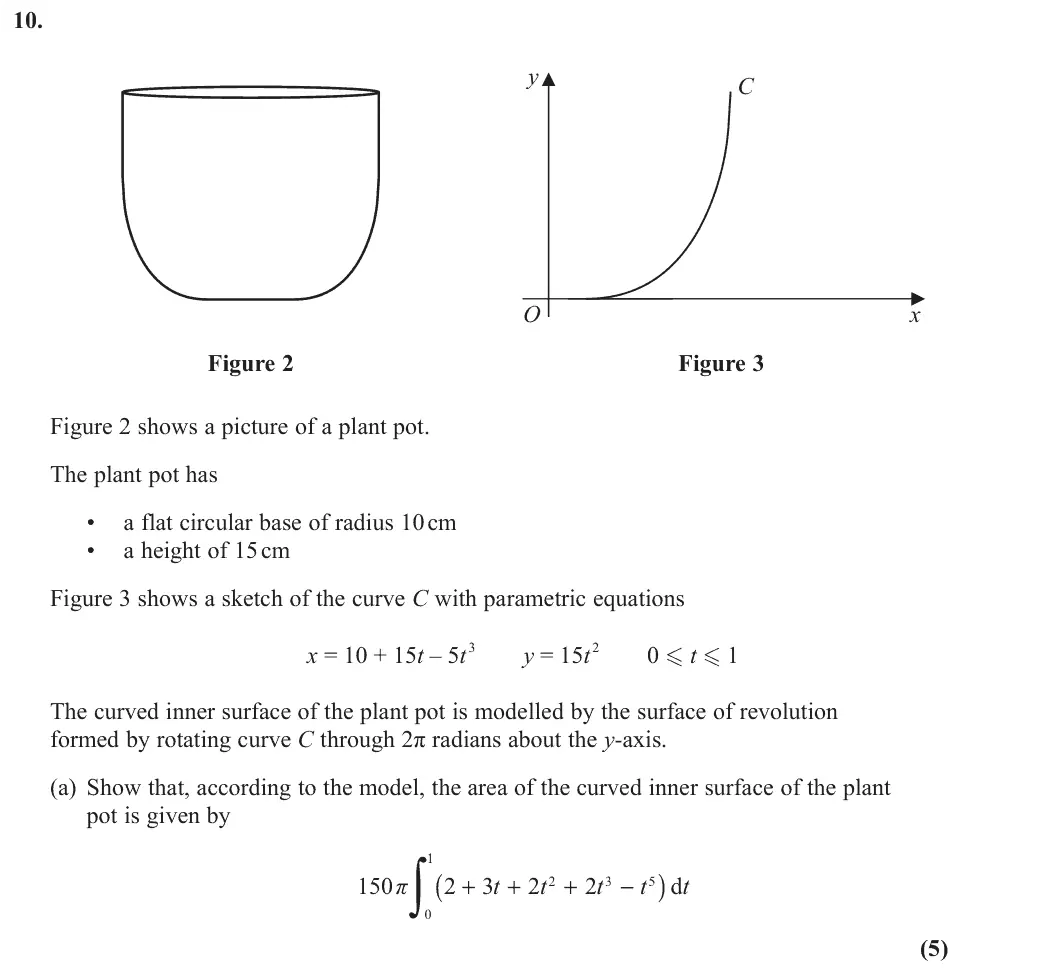 10.
y
C
O
x
Figure 2
Figure 3
Figure 2 shows a picture of a plant pot.
The plant pot has
• a flat circular base of radius 10 cm
• a height of 15 cm
Figure 3 shows a sketch of the curve C with parametric equations
x = 10 + 15t – 5t³ y = 15t² 0 ⩽ t ⩽ 1
The curved inner surface of the plant pot is modelled by the surface of revolution
formed by rotating curve C through 2π radians about the y-axis.
(a) Show that, according to the model, the area of the curved inner surface of the plant
pot is given by
150π ∫₀¹ (2 + 3t + 2t² + 2t³ – t⁵) dt
(5)